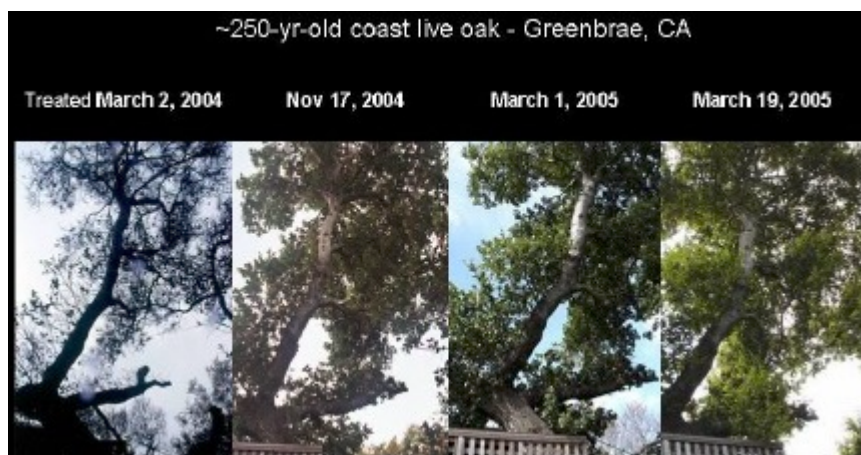 ~250-yr-old coast live oak - Greenbrae, CA
Treated March 2, 2004
Nov 17, 2004
March 1, 2005
March 19, 2005